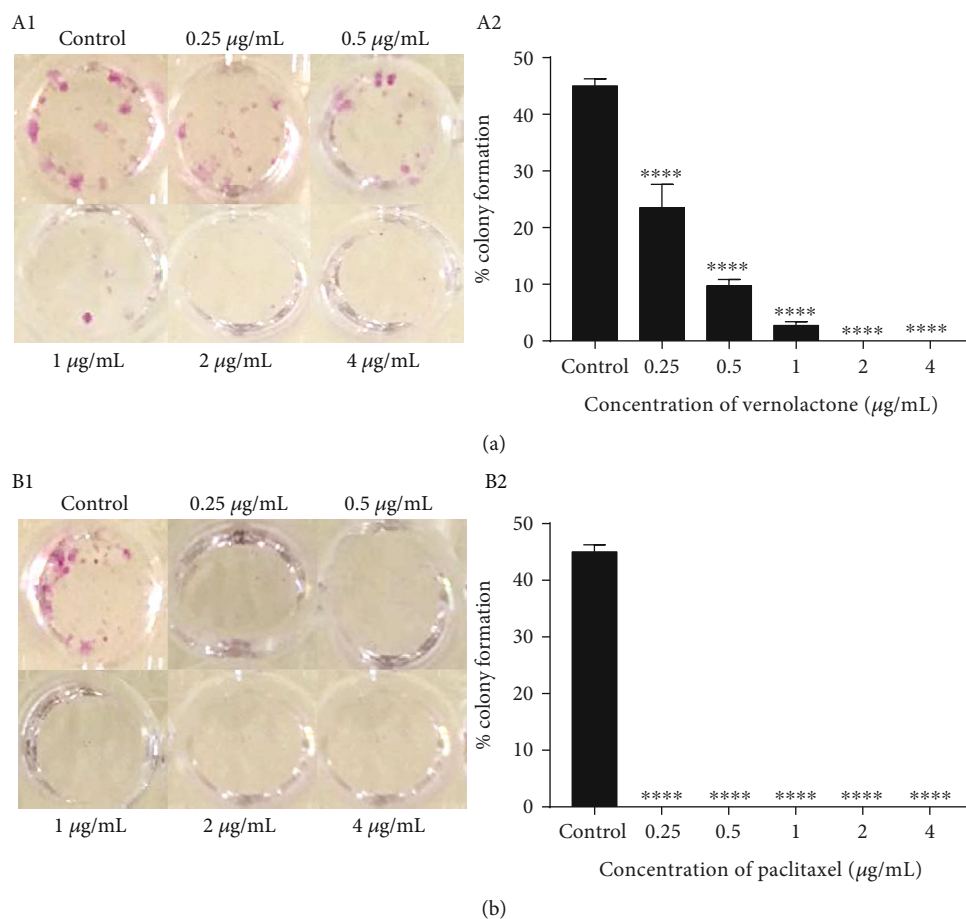 A1
Control 0.25 μg/mL 0.5 μg/mL
1 μg/mL 2 μg/mL 4 μg/mL
A2
% colony formation
50
40
30
20
10
0
**** **** **** **** ****
Control 0.25 0.5 1 2 4
Concentration of vernolactone (μg/mL)
(a)
B1
Control 0.25 μg/mL 0.5 μg/mL
1 μg/mL 2 μg/mL 4 μg/mL
B2
% colony formation
50
40
30
20
10
0
**** **** **** **** ****
Control 0.25 0.5 1 2 4
Concentration of paclitaxel (μg/mL)
(b)